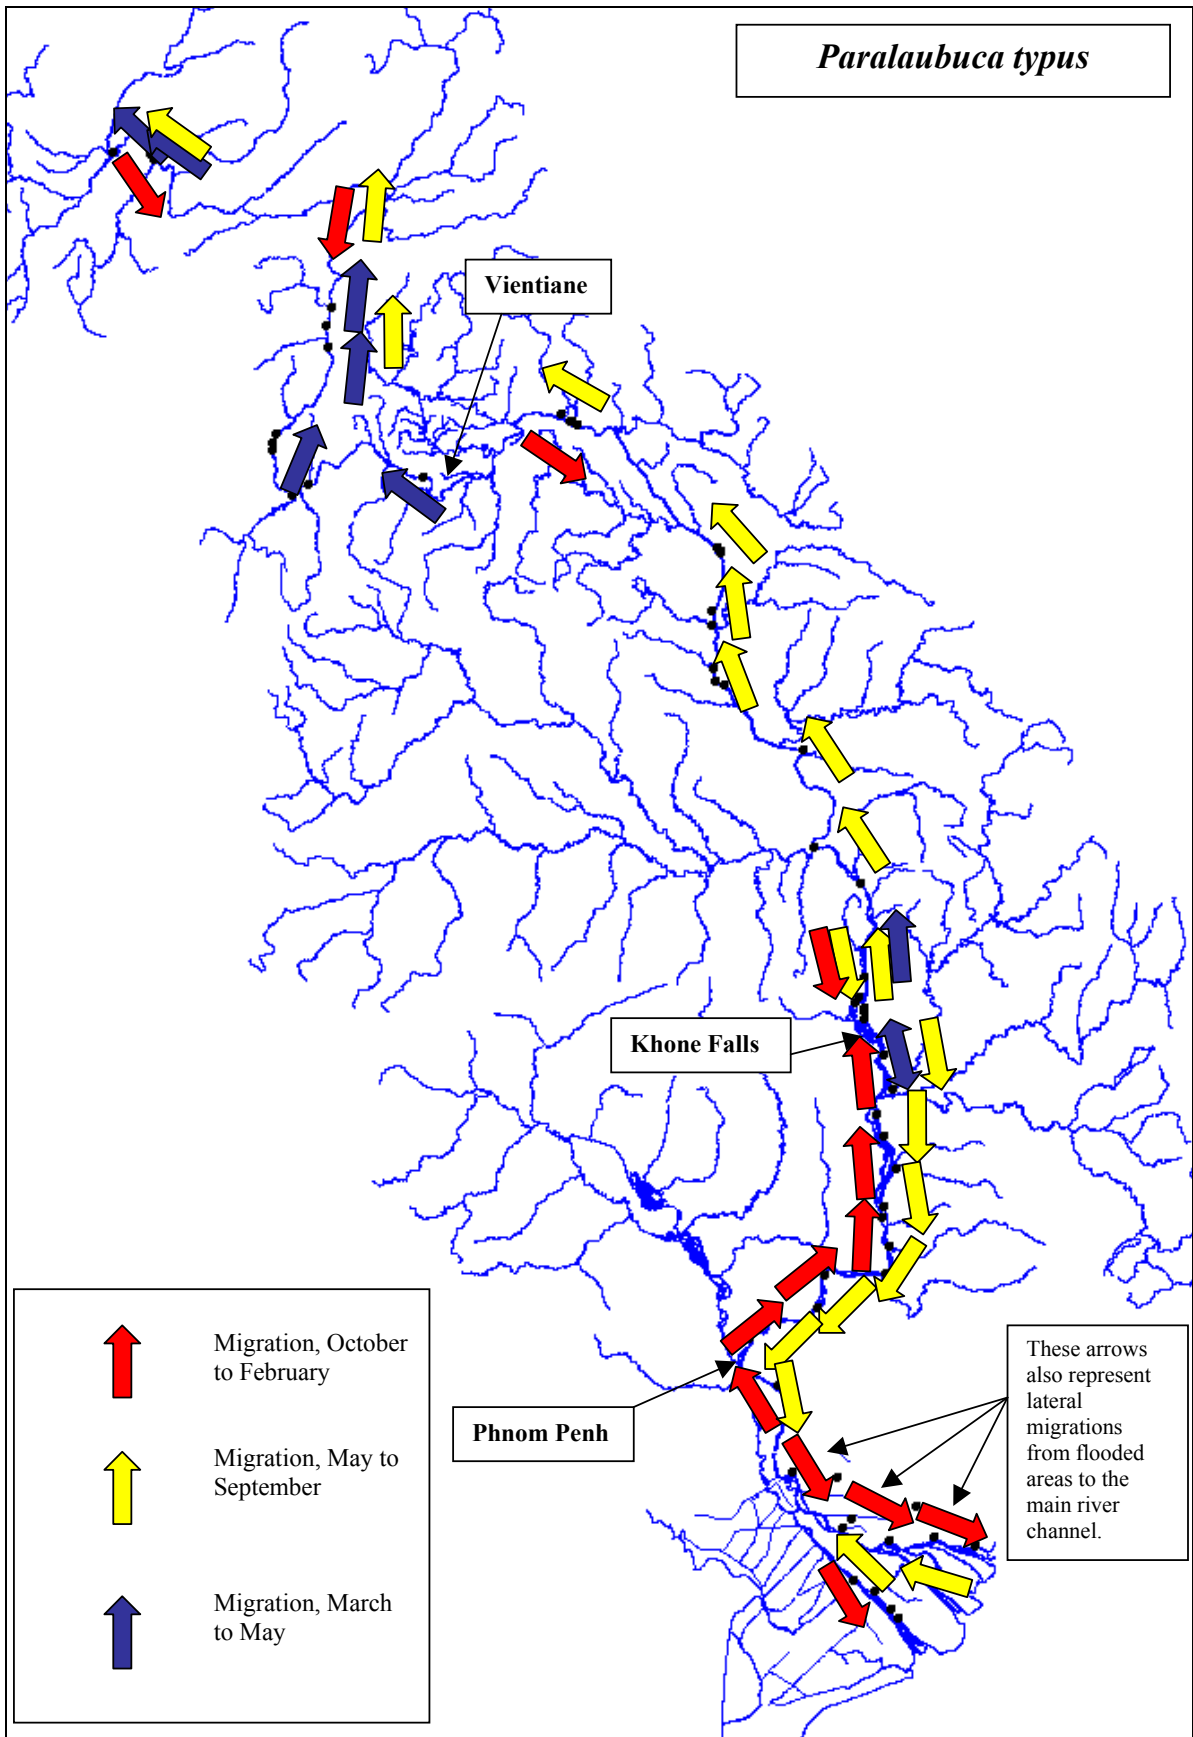 Paralaubuca typus
Vientiane
Khone Falls
Phnom Penh
These arrows
also represent
lateral
migrations
from flooded
areas to the
main river
channel.
Migration, October
to February
Migration, May to
September
Migration, March
to May